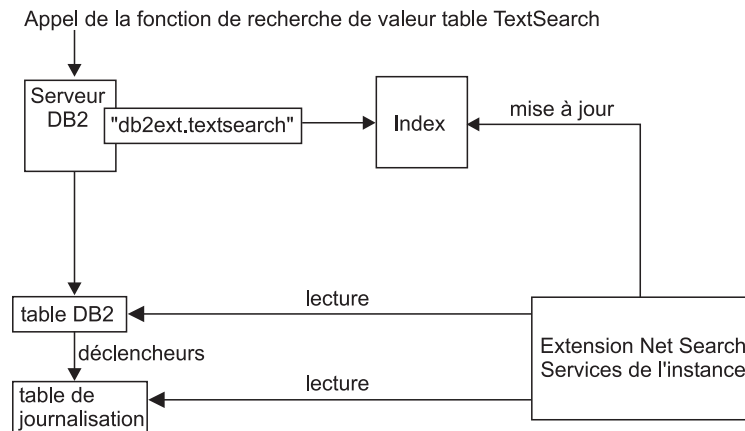 Appel de la fonction de recherche de valeur table TextSearch
Serveur
DB2
"db2ext.textsearch"
Index
mise à jour
lecture
table DB2
déclencheurs
Extension Net Search
Services de l'instance
lecture
table de
journalisation